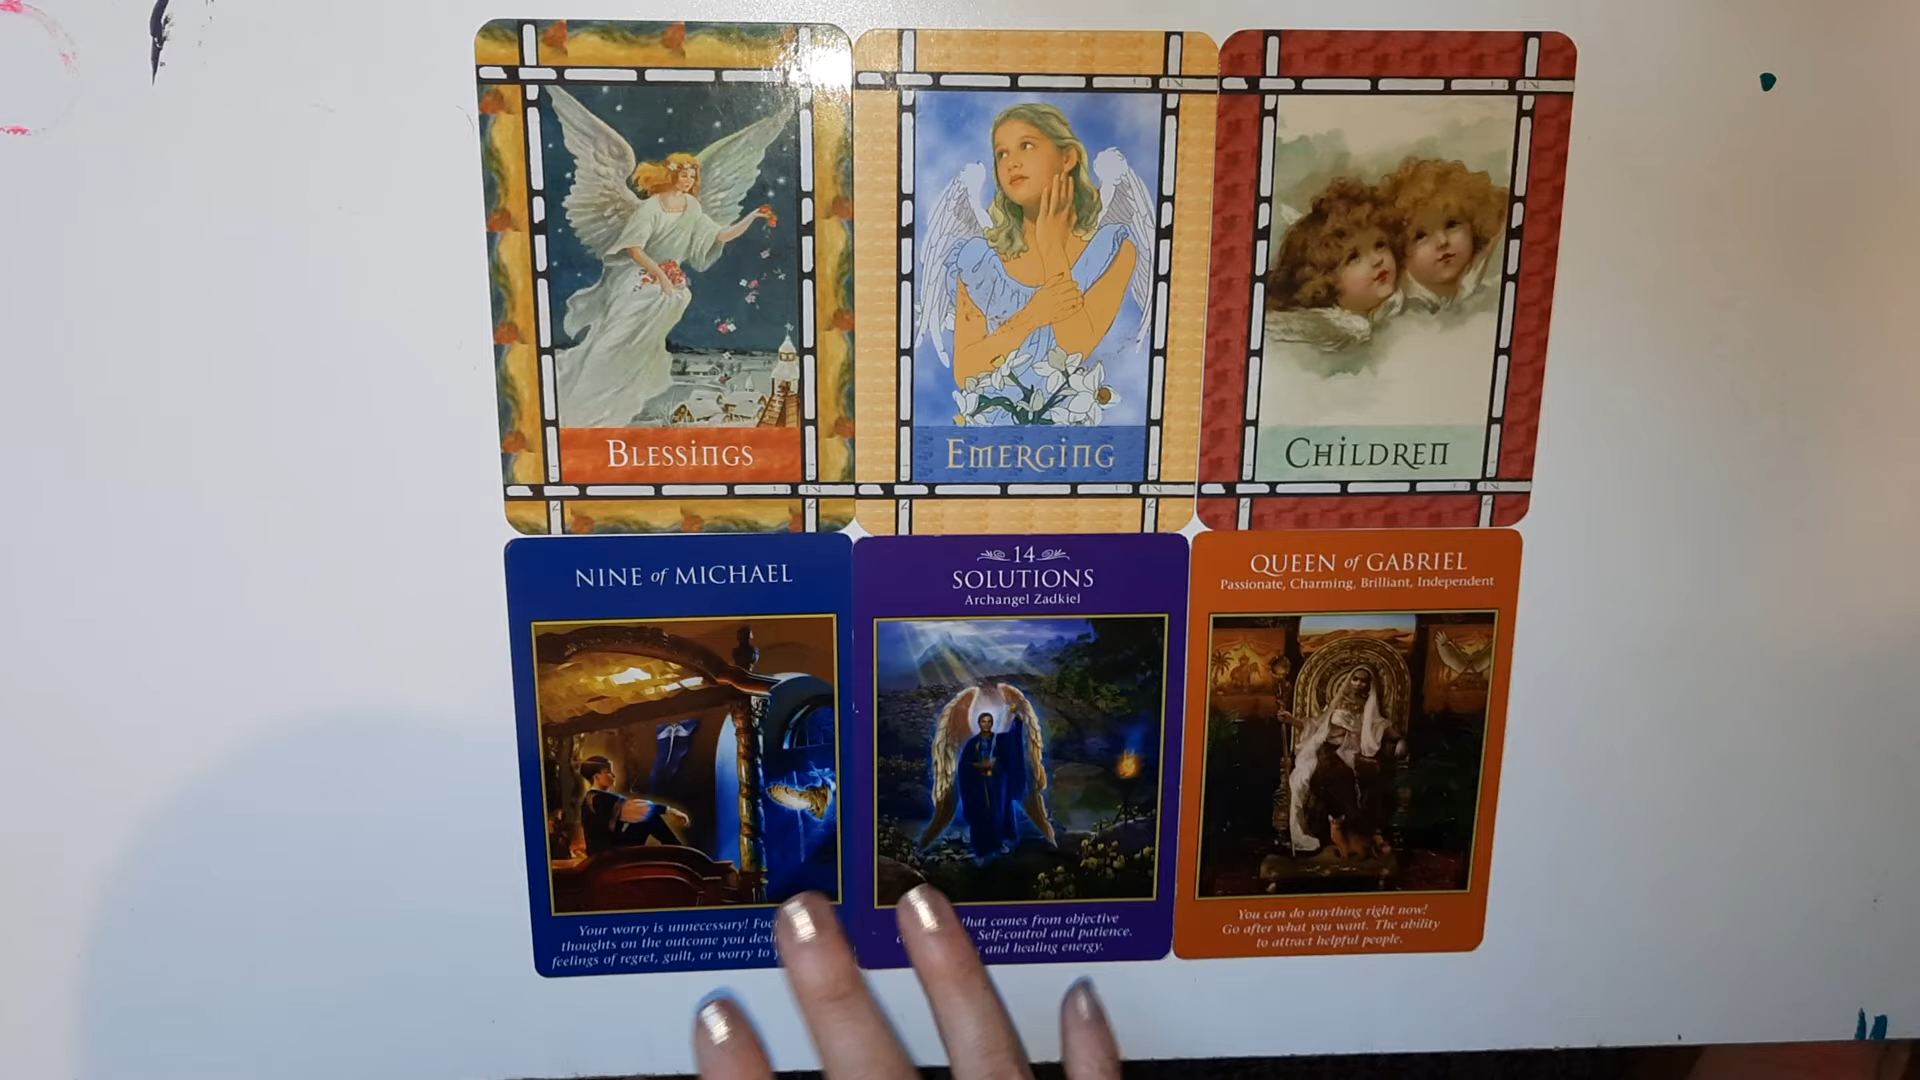 BLESSINGS
EMERGING
CHILDREN
NINE of MICHAEL
Your worry is unnecessary!
thoughts on the outcome you
feelings of regret, guilt, or worry to
14
SOLUTIONS
Archangel Zadkiel
that comes from objective
Self-control and patience.
and healing energy.
QUEEN of GABRIEL
Passionate, Charming, Brilliant, Independent
You can do anything right now!
Go after what you want. The ability
to attract helpful people.